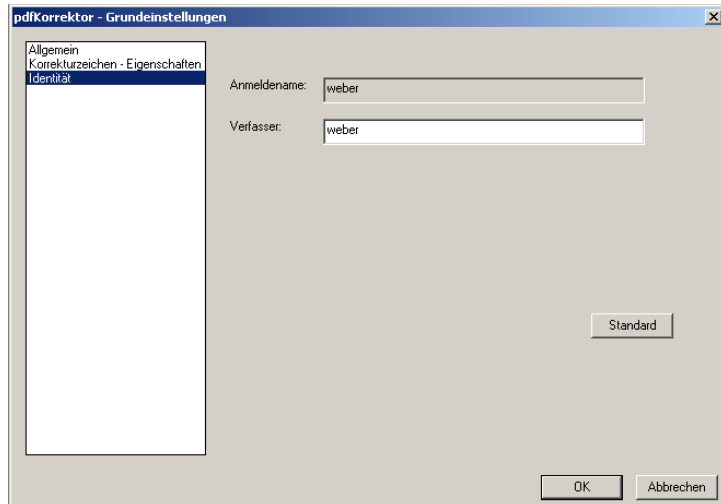 pdfKorrektor - Grundeinstellungen
Allgemein
Korrekturzeichen - Eigenschaften
Identität
Anmeldename: weber
Verfasser: weber
Standard
OK Abbrechen